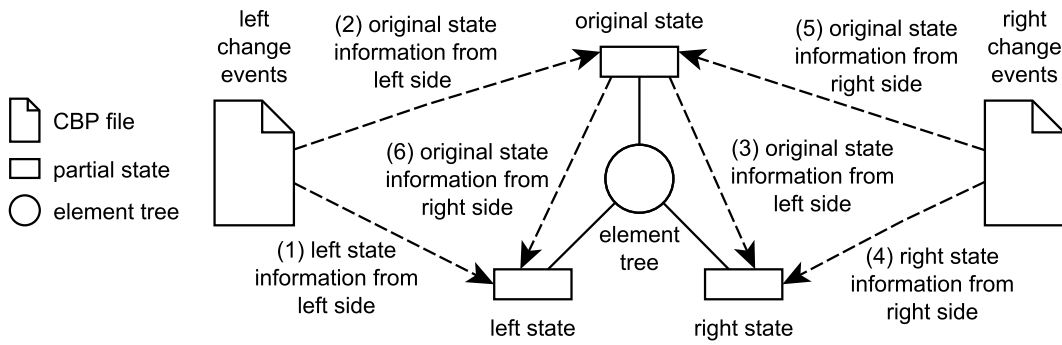 left
change
events
(2) original state
information from
left side
original state
(5) original state
information from
right side
right
change
events
CBP file
partial state
element tree
(6) original state
information from
right side
(3) original state
information from
left side
element
tree
(1) left state
information from
left side
(4) right state
information from
right side
left state
right state